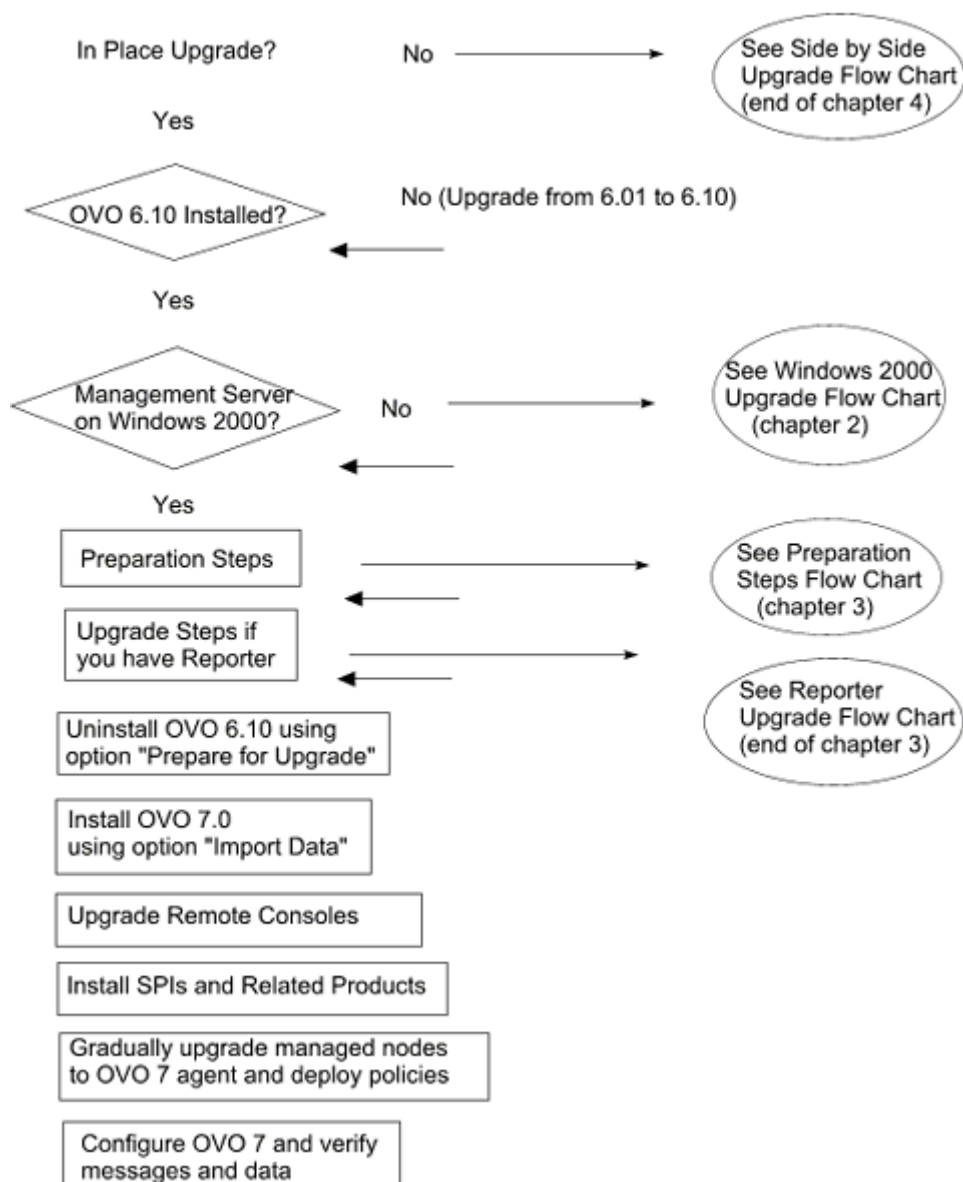 In Place Upgrade?
No
See Side by Side
Upgrade Flow Chart
(end of chapter 4)
Yes
OVO 6.10 Installed?
No (Upgrade from 6.01 to 6.10)
Yes
Management Server
on Windows 2000?
No
See Windows 2000
Upgrade Flow Chart
(chapter 2)
Yes
Preparation Steps
See Preparation
Steps Flow Chart
(chapter 3)
Upgrade Steps if
you have Reporter
See Reporter
Upgrade Flow Chart
(end of chapter 3)
Uninstall OVO 6.10 using
option "Prepare for Upgrade"
Install OVO 7.0
using option "Import Data"
Upgrade Remote Consoles
Install SPIs and Related Products
Gradually upgrade managed nodes
to OVO 7 agent and deploy policies
Configure OVO 7 and verify
messages and data